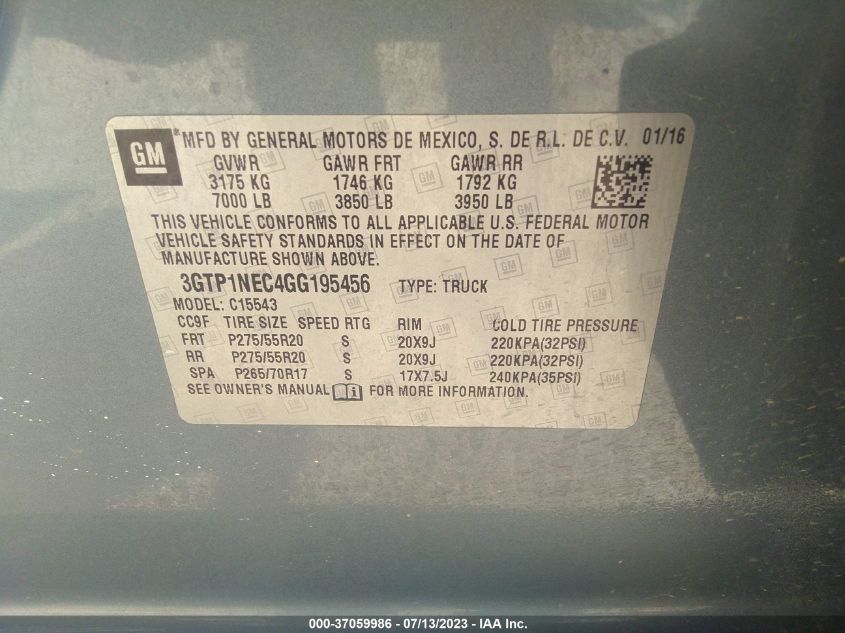 GM *MFD BY GENERAL MOTORS DE MEXICO, S. DE R.L. DE C.V. 01/16
GVWR GAWR FRT GAWR RR
3175 KG 1746 KG 1792 KG
7000 LB 3850 LB 3950 LB
THIS VEHICLE CONFORMS TO ALL APPLICABLE U.S. FEDERAL MOTOR
VEHICLE SAFETY STANDARDS IN EFFECT ON THE DATE OF
MANUFACTURE SHOWN ABOVE.
3GTP1NEC4GG195456 TYPE: TRUCK
MODEL: C15543
CC9F TIRE SIZE SPEED RTG RIM COLD TIRE PRESSURE
FRT P275/55R20 S 20X9J 220KPA(32PSI)
RR P275/55R20 S 20X9J 220KPA(32PSI)
SPA P265/70R17 S 17X7.5J 240KPA(35PSI)
SEE OWNER'S MANUAL i FOR MORE INFORMATION.
000-37059986 - 07/13/2023 - IAA Inc.